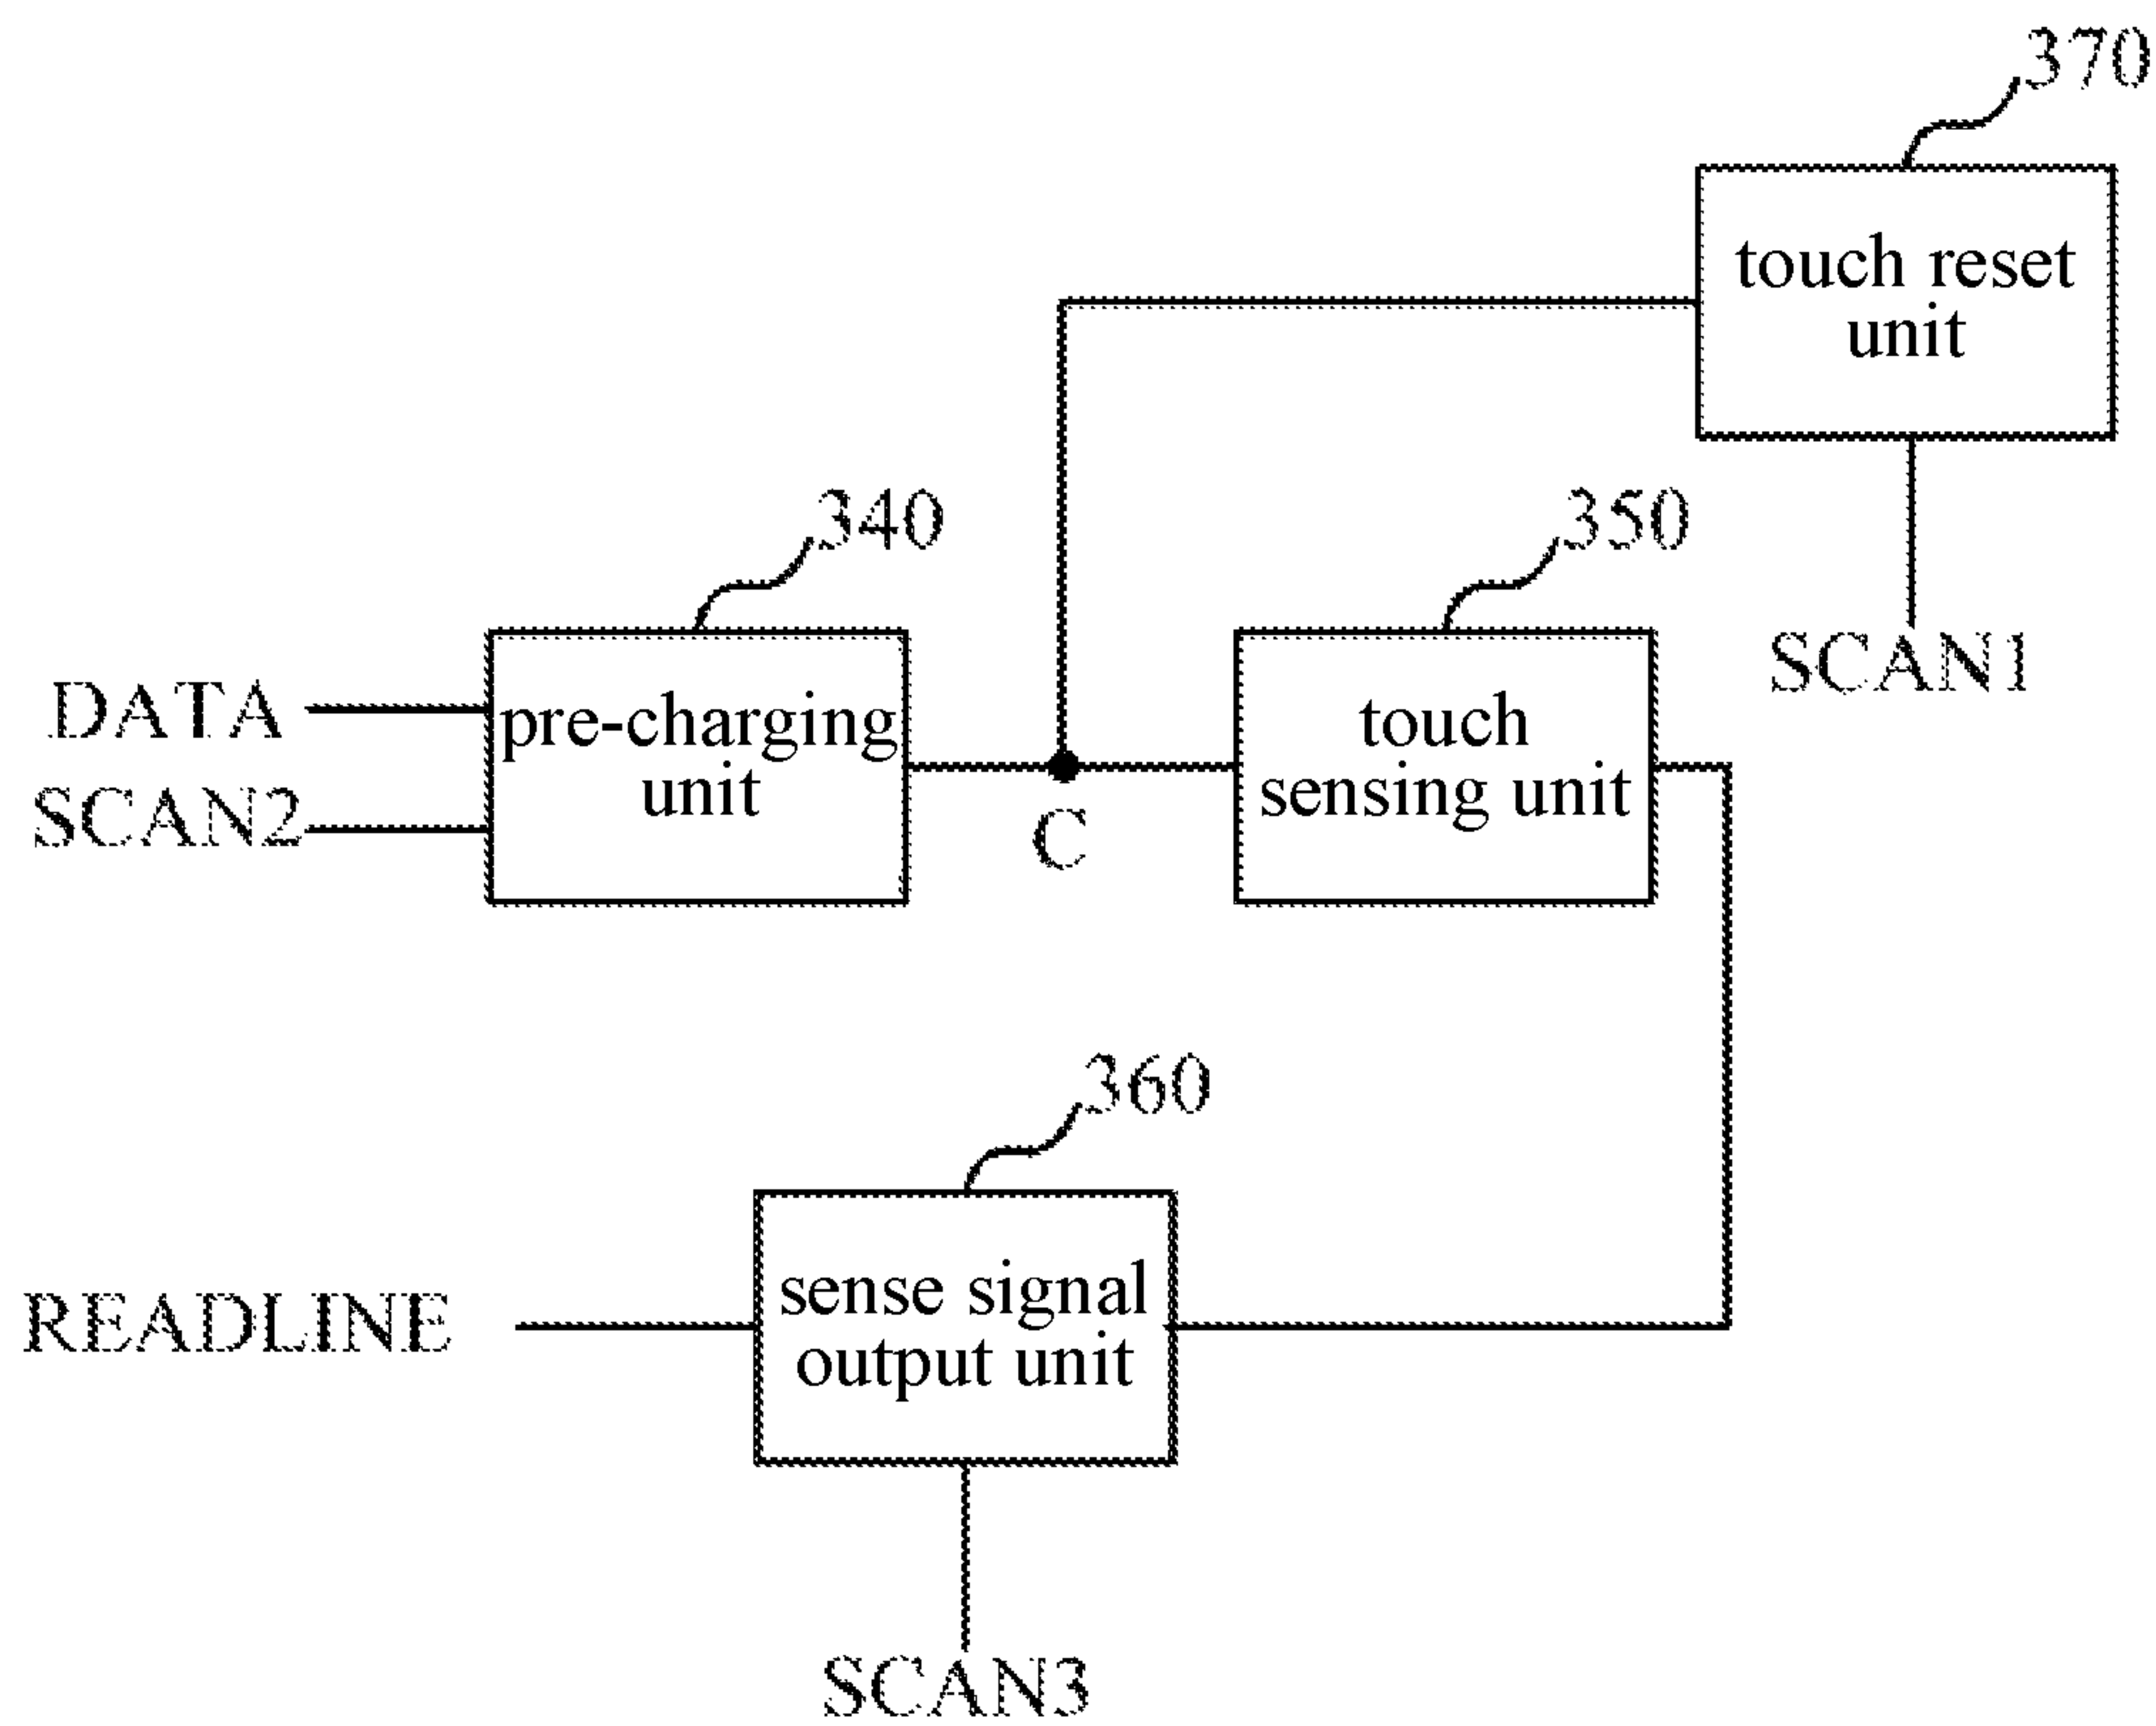 370
touch reset
unit
340
350
SCAN1
DATA
pre-charging
unit
touch
sensing unit
SCAN2
C
360
READLINE
sense signal
output unit
SCAN3